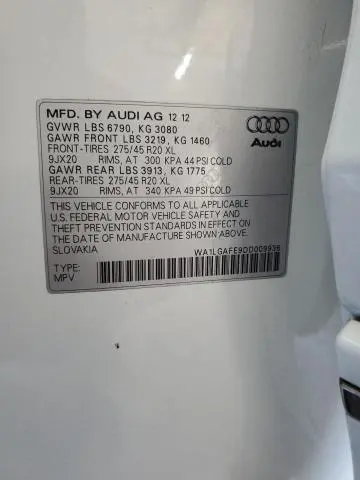 MFD. BY AUDI AG 12 12
GVWR LBS 6790, KG 3080
GAWR FRONT LBS 3219, KG 1460
FRONT-TIRES 275/45 R20 XL
9JX20 RIMS, AT 300 KPA 44 PSI COLD
GAWR REAR LBS 3913, KG 1775
REAR-TIRES 275/45 R20 XL
9JX20 RIMS, AT 340 KPA 49 PSI COLD
Audi
THIS VEHICLE CONFORMS TO ALL APPLICABLE
U.S. FEDERAL MOTOR VEHICLE SAFETY AND
THEFT PREVENTION STANDARDS IN EFFECT ON
THE DATE OF MANUFACTURE SHOWN ABOVE.
SLOVAKIA
WA1LGAFE9DD009936
TYPE:
MPV